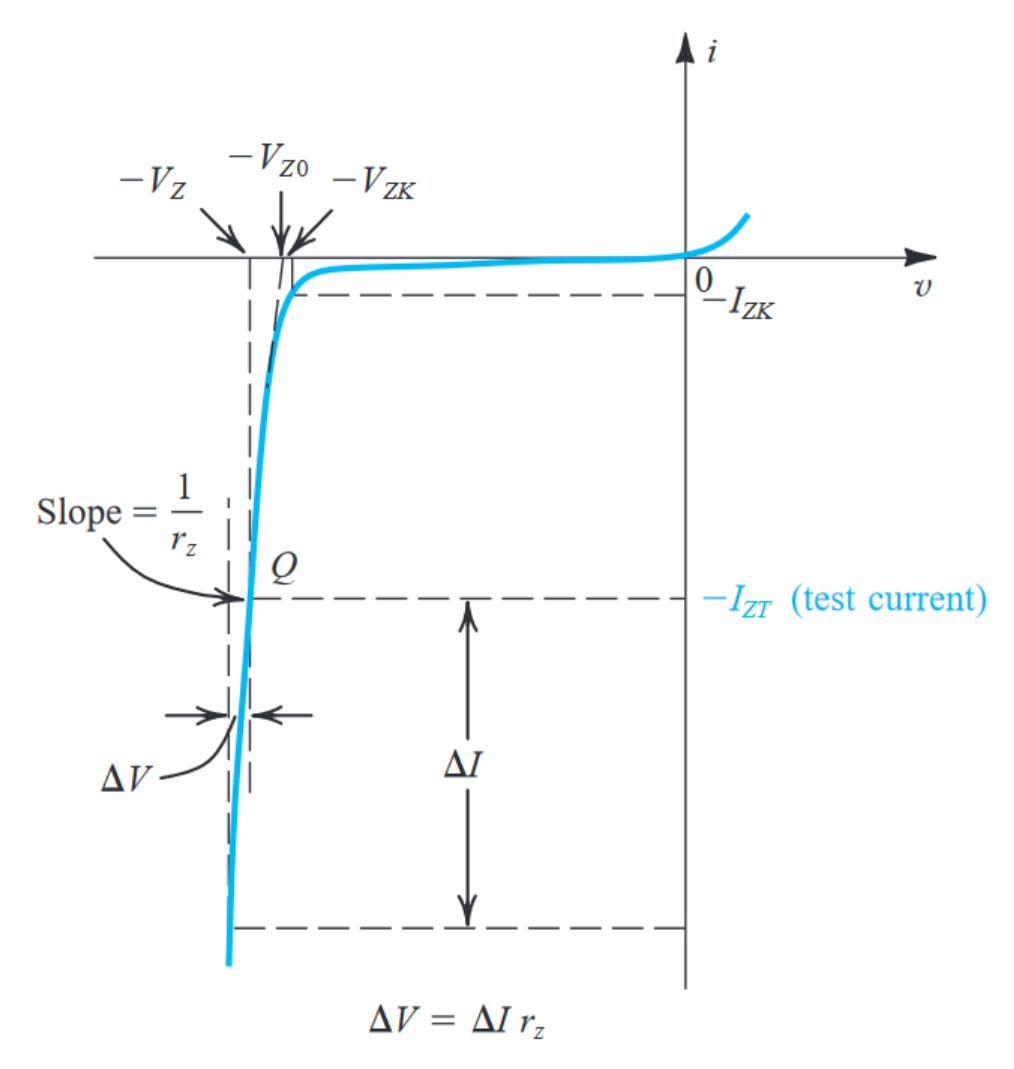 i
−V_Z0
−V_Z
−V_ZK
0
v
−I_ZK
Slope = 1/r_z
Q
−I_ZT (test current)
ΔV
ΔI
ΔV = ΔI r_z